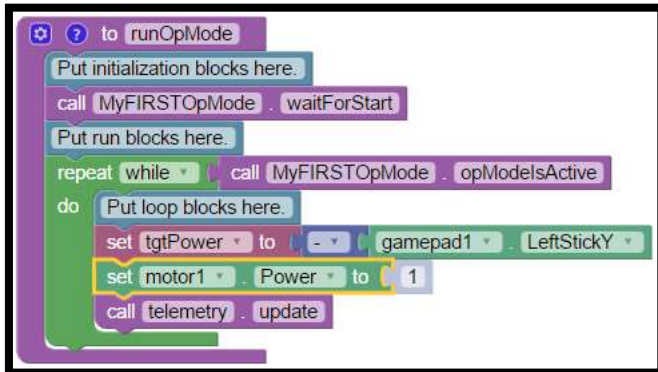 ? to runOpMode
Put initialization blocks here.
call MyFIRSTOpMode . waitForStart
Put run blocks here.
repeat while call MyFIRSTOpMode . opModeIsActive
do Put loop blocks here.
set tgtPower to - gamepad1 . LeftStickY
set motor1 . Power to 1
call telemetry . update